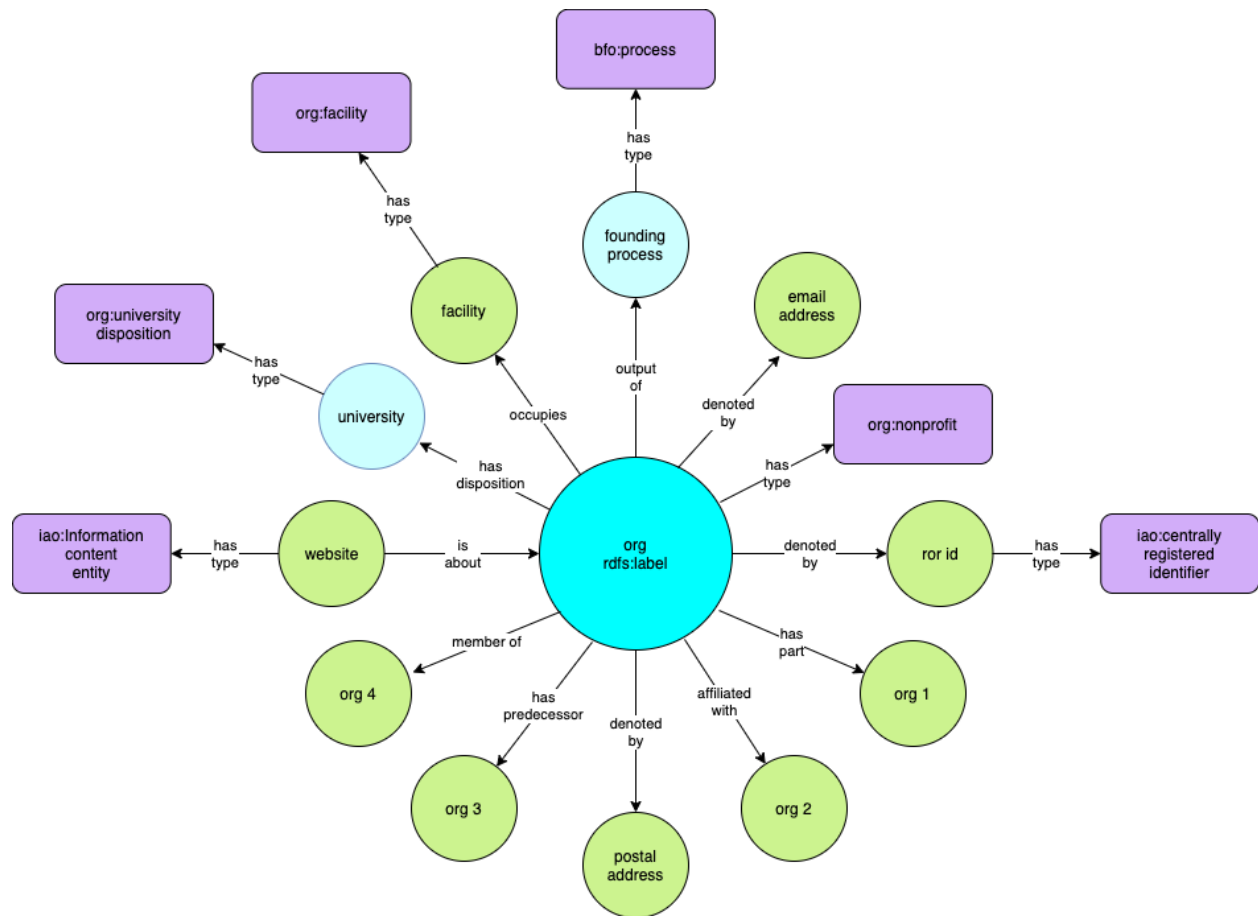 bfo:process
org:facility
has
type
has
type
founding
process
email
address
facility
org:university
disposition
has
type
output
of
denoted
by
org:nonprofit
university
occupies
has
disposition
has
type
iao:Information
content
entity
has
type
website
is
about
org
rdfs:label
denoted
by
ror id
has
type
iao:centrally
registered
identifier
member of
has
part
org 4
has
predecessor
denoted
by
affiliated
with
org 1
org 3
org 2
postal
address